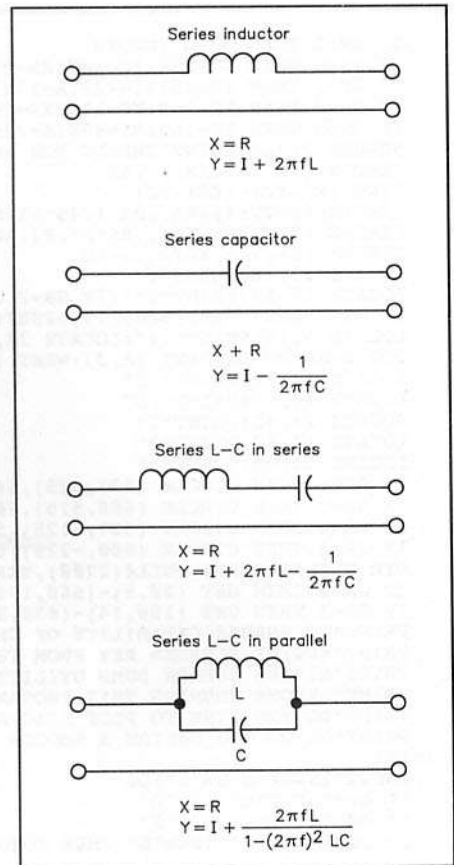 Series inductor
X=R
Y=I + 2πfL
Series capacitor
X + R
Y=I - 1/2πfC
Series L-C in series
X=R
Y=I + 2πfL - 1/2πfC
Series L-C in parallel
L
C
X=R
Y=I + 2πfL/1-(2πf)² LC